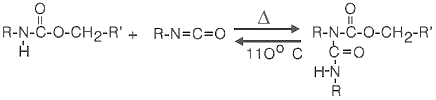 O
R-N-C-O-CH2-R' + R-N=C=O Δ 110° C
H
O
R-N-C-O-CH2-R'
C=O
H-N
R